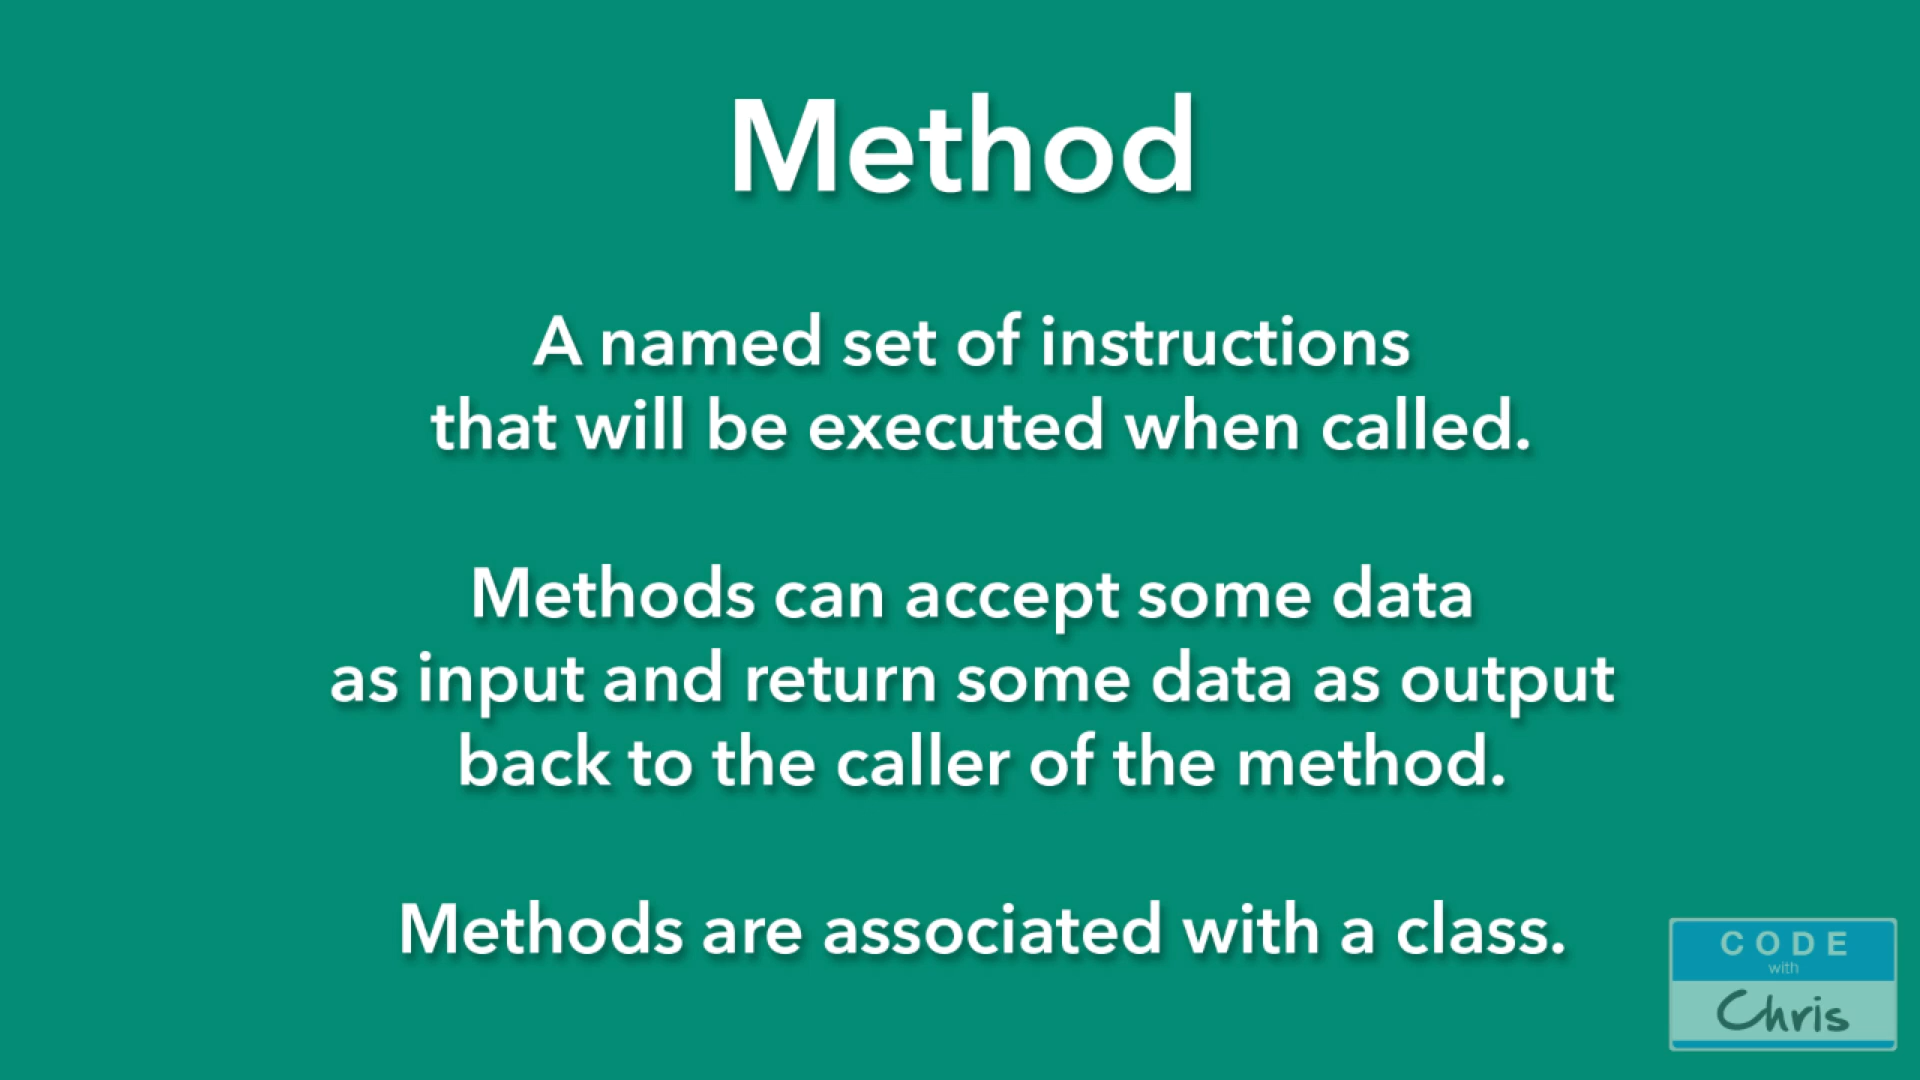 Method
A named set of instructions
that will be executed when called.
Methods can accept some data
as input and return some data as output
back to the caller of the method.
Methods are associated with a class.
CODE
with
Chris